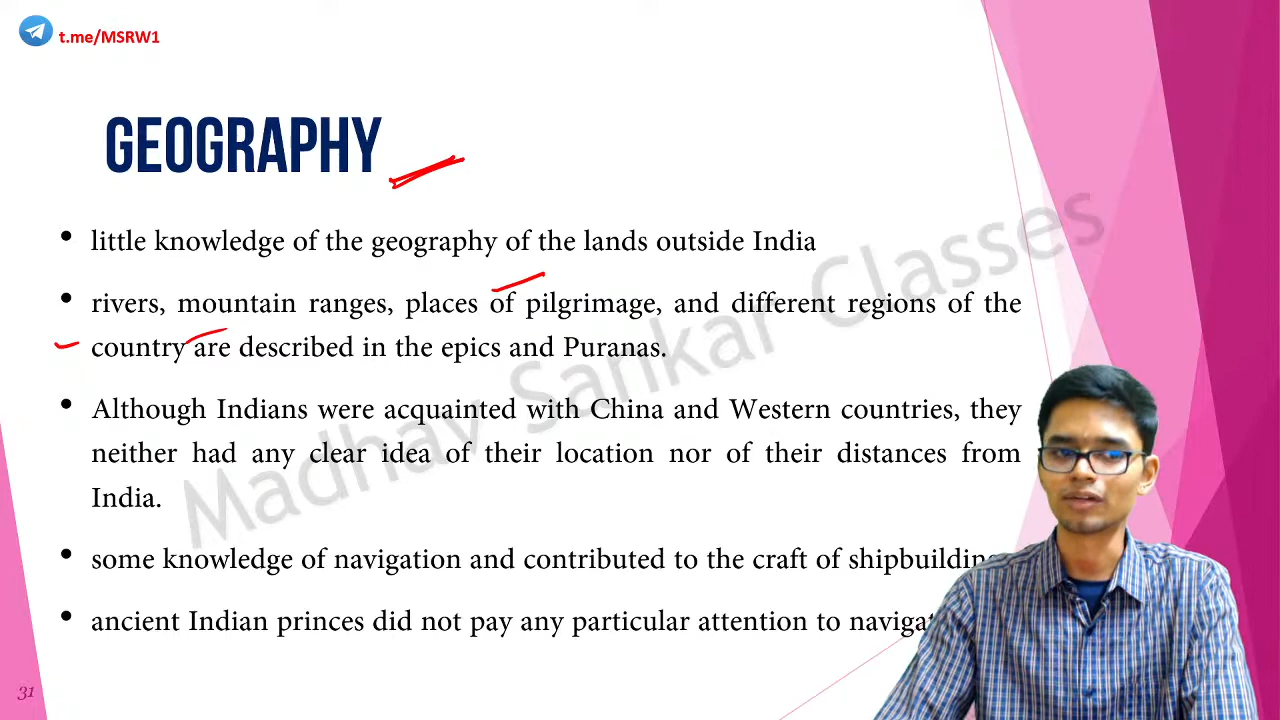 t.me/MSRW1
GEOGRAPHY
• little knowledge of the geography of the lands outside India
• rivers, mountain ranges, places of pilgrimage, and different regions of the
country are described in the epics and Puranas.
• Although Indians were acquainted with China and Western countries, they
neither had any clear idea of their location nor of their distances from
India.
• some knowledge of navigation and contributed to the craft of shipbuilding
• ancient Indian princes did not pay any particular attention to
Madhav Sarkar Classes
31